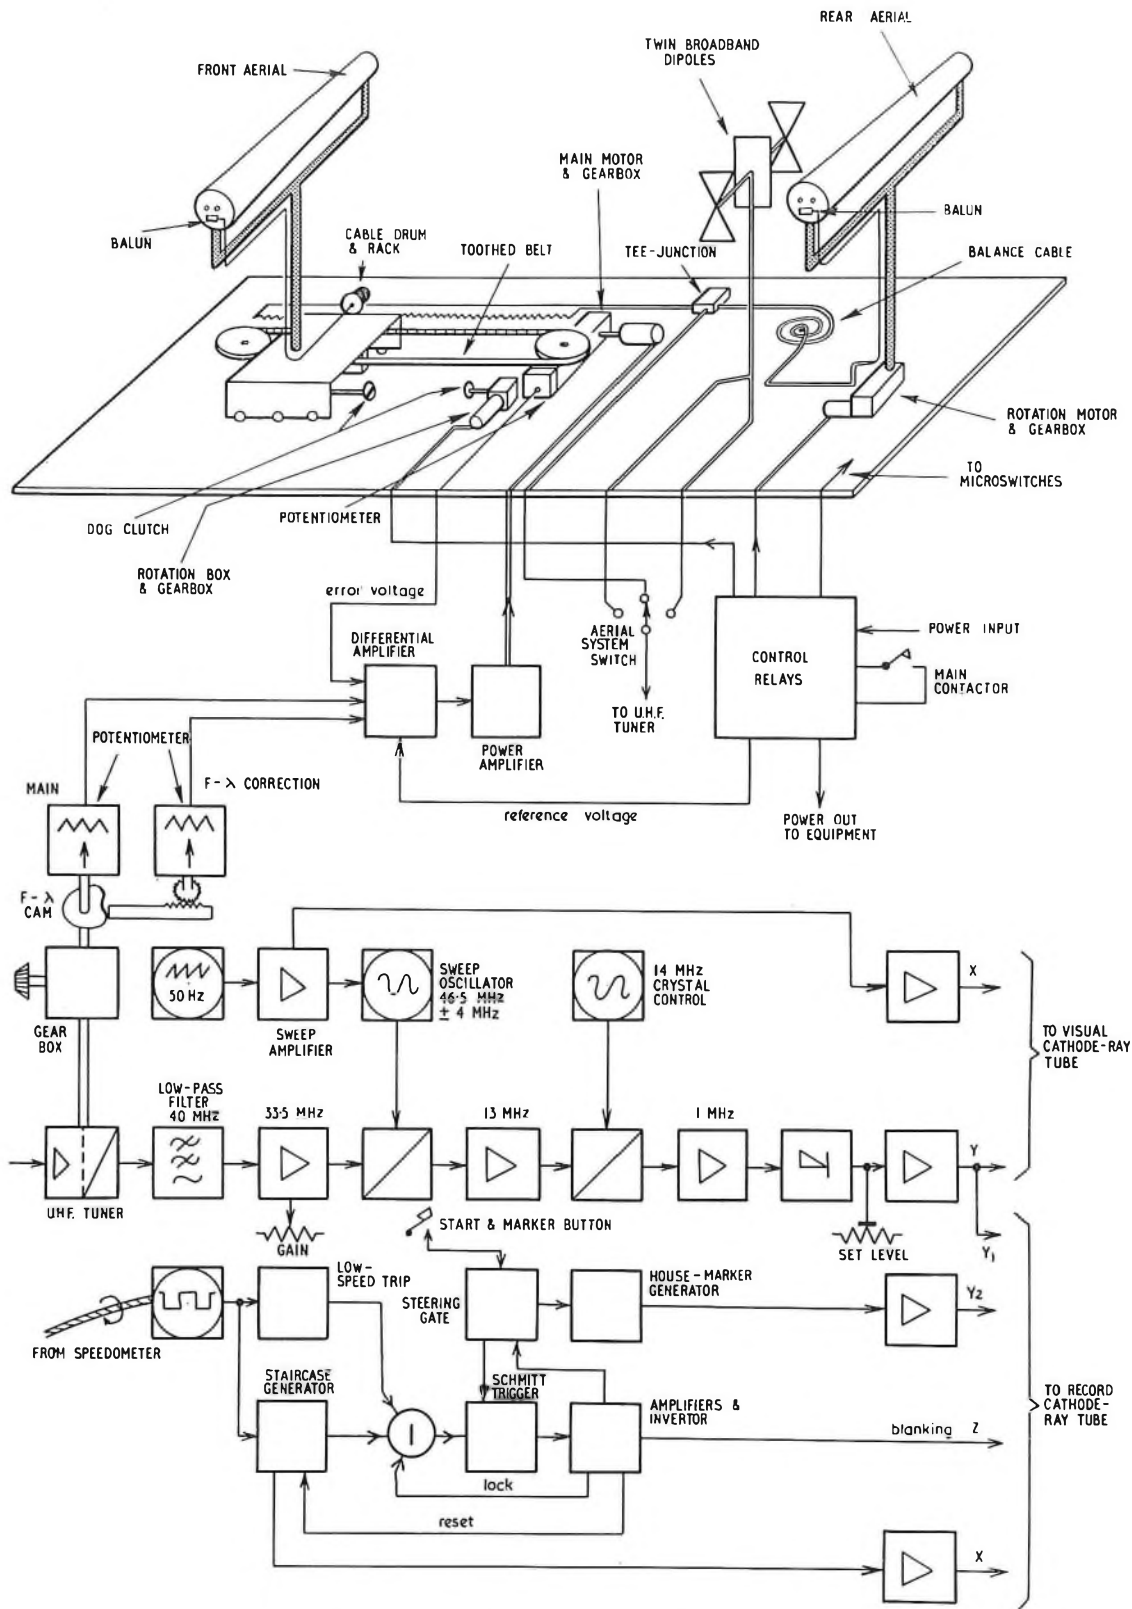 REAR AERIAL
TWIN BROADBAND
DIPOLES
FRONT AERIAL
MAIN MOTOR
& GEARBOX
BALUN
CABLE DRUM
& RACK
TOOTHED BELT
TEE-JUNCTION
BALUN
BALANCE CABLE
ROTATION MOTOR
& GEARBOX
TO
MICROSWITCHES
DOG CLUTCH
POTENTIOMETER
ROTATION BOX
& GEARBOX
error voltage
DIFFERENTIAL
AMPLIFIER
AERIAL
SYSTEM
SWITCH
POWER INPUT
CONTROL
RELAYS
MAIN
CONTACTOR
TO U.H.F.
TUNER
POWER
AMPLIFIER
POTENTIOMETER
MAIN
F-λ CORRECTION
reference voltage
POWER OUT
TO EQUIPMENT
F-λ
CAM
50 Hz
SWEEP
OSCILLATOR
46·5 MHz
± 4 MHz
14 MHz
CRYSTAL
CONTROL
X
GEAR
BOX
SWEEP
AMPLIFIER
TO VISUAL
CATHODE-RAY
TUBE
LOW-PASS
FILTER
40 MHz
33·5 MHz
13 MHz
1 MHz
Y
U.H.F. TUNER
GAIN
START & MARKER BUTTON
SET LEVEL
Y1
LOW-
SPEED TRIP
STEERING
GATE
HOUSE-MARKER
GENERATOR
Y2
FROM SPEEDOMETER
STAIRCASE
GENERATOR
SCHMITT
TRIGGER
AMPLIFIERS &
INVERTOR
TO RECORD
CATHODE-
RAY TUBE
blanking Z
lock
reset
X